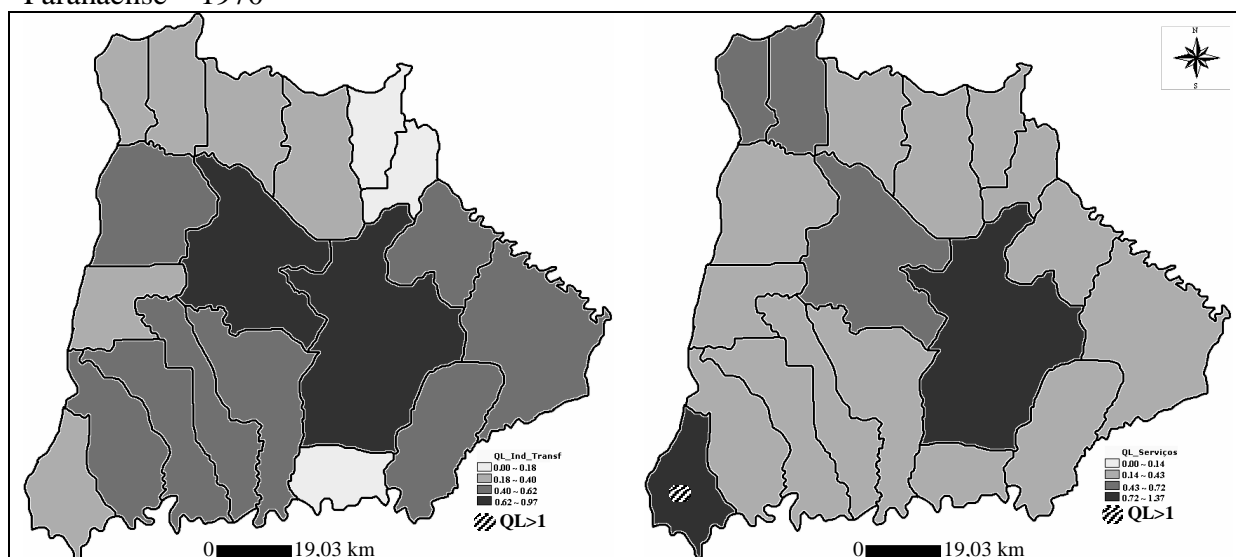 Paranaense – 1970
N
S
QL_Ind_Transf
0.00 ~ 0.18
0.18 ~ 0.40
0.40 ~ 0.62
0.62 ~ 0.97
QL>1
0 19,03 km
QL_Serviços
0.00 ~ 0.14
0.14 ~ 0.43
0.43 ~ 0.72
0.72 ~ 1.37
QL>1
0 19,03 km